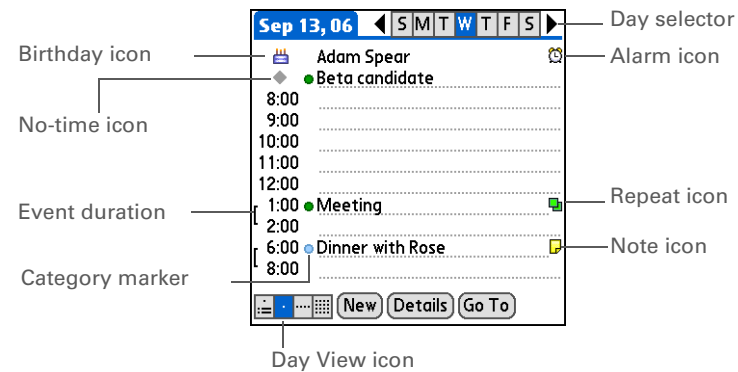 Sep 13, 06 S M T W T F S Day selector
Birthday icon Adam Spear Alarm icon
Beta candidate
8:00
No-time icon 9:00
10:00
11:00
12:00
1:00 Meeting Repeat icon
Event duration 2:00
6:00 Dinner with Rose Note icon
8:00
Category marker
New Details Go To
Day View icon